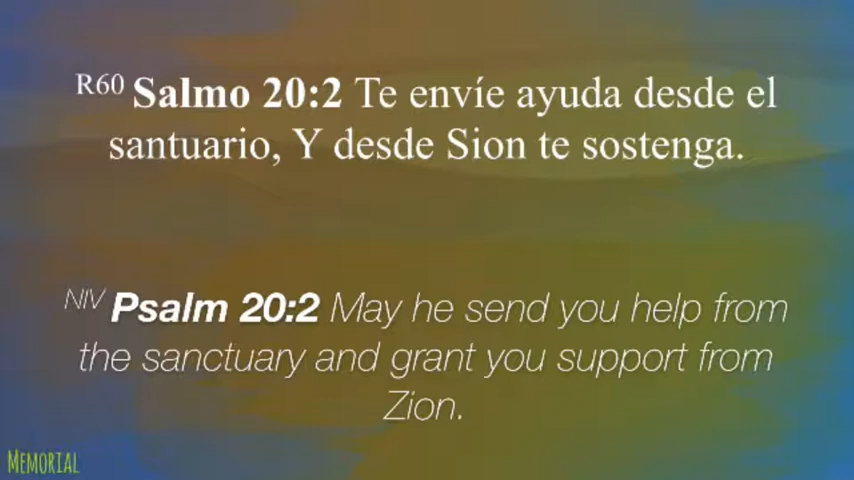 R60 Salmo 20:2 Te envíe ayuda desde el
santuario, Y desde Sion te sostenga.
NIV Psalm 20:2 May he send you help from
the sanctuary and grant you support from
Zion.
MEMORIAL